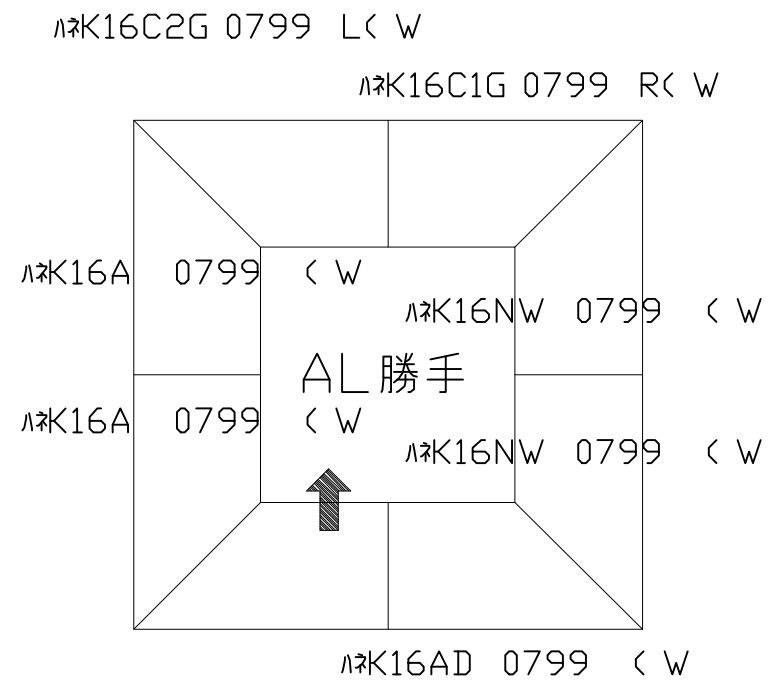 ﾊﾈK16C2G 0799 L( W
ﾊﾈK16C1G 0799 R( W
ﾊﾈK16A 0799 ( W
ﾊﾈK16NW 0799 ( W
AL勝手
ﾊﾈK16A 0799 ( W
ﾊﾈK16NW 0799 ( W
ﾊﾈK16AD 0799 ( W